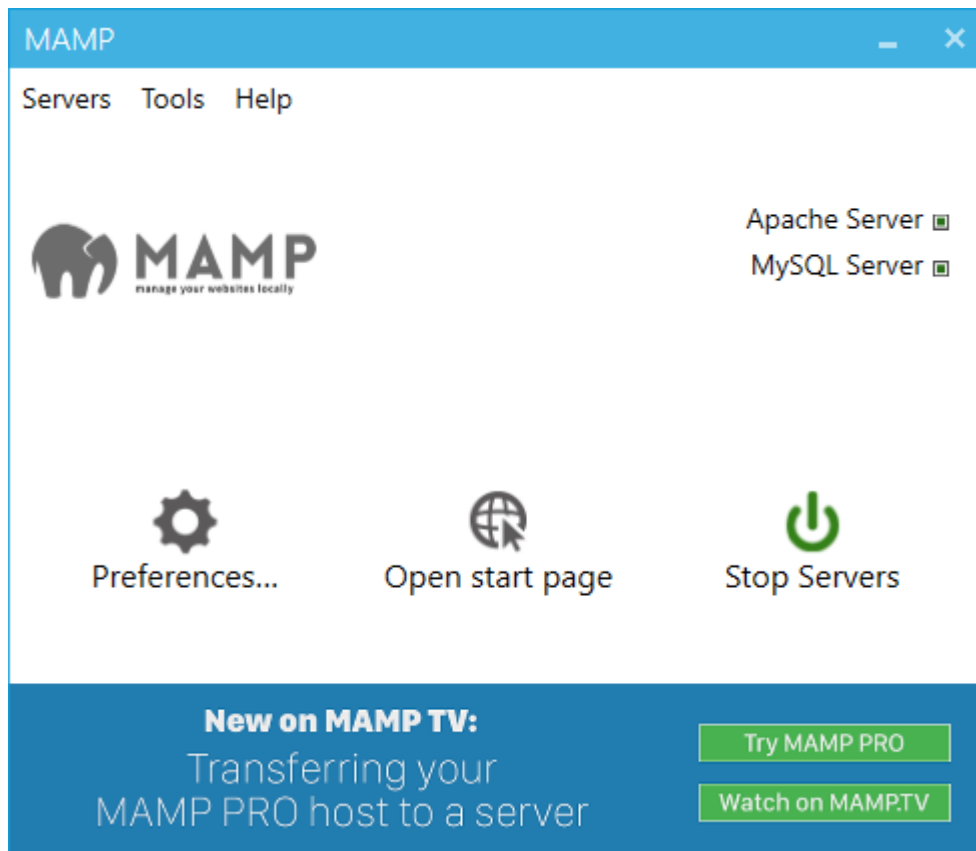 MAMP
Servers Tools Help
MAMP
manage your websites locally
Apache Server
MySQL Server
Preferences...
Open start page
Stop Servers
New on MAMP TV:
Transferring your
MAMP PRO host to a server
Try MAMP PRO
Watch on MAMP.TV